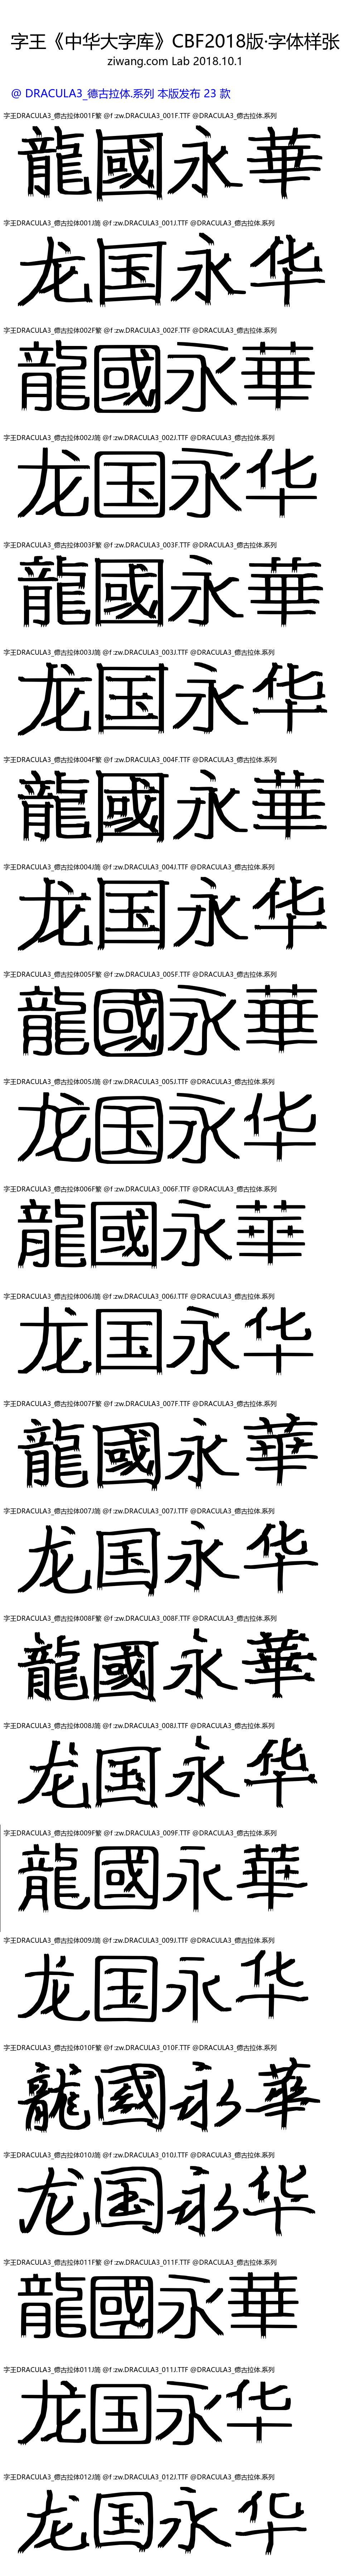 字王《中华大字库》CBF2018版·字体样张
ziwang.com Lab 2018.10.1
@ DRACULA3_德古拉体.系列 本版发布 23 款
字王DRACULA3_德古拉体001F繁 @f :zw.DRACULA3_001F.TTF @DRACULA3_德古拉体.系列
龍國永華
字王DRACULA3_德古拉体001J简 @f :zw.DRACULA3_001J.TTF @DRACULA3_德古拉体.系列
龙国永华
字王DRACULA3_德古拉体002F繁 @f :zw.DRACULA3_002F.TTF @DRACULA3_德古拉体.系列
龍國永華
字王DRACULA3_德古拉体002J简 @f :zw.DRACULA3_002J.TTF @DRACULA3_德古拉体.系列
龙国永华
字王DRACULA3_德古拉体003F繁 @f :zw.DRACULA3_003F.TTF @DRACULA3_德古拉体.系列
龍國永華
字王DRACULA3_德古拉体003J简 @f :zw.DRACULA3_003J.TTF @DRACULA3_德古拉体.系列
龙国永华
字王DRACULA3_德古拉体004F繁 @f :zw.DRACULA3_004F.TTF @DRACULA3_德古拉体.系列
龍國永華
字王DRACULA3_德古拉体004J简 @f :zw.DRACULA3_004J.TTF @DRACULA3_德古拉体.系列
龙国永华
字王DRACULA3_德古拉体005F繁 @f :zw.DRACULA3_005F.TTF @DRACULA3_德古拉体.系列
龍國永華
字王DRACULA3_德古拉体005J简 @f :zw.DRACULA3_005J.TTF @DRACULA3_德古拉体.系列
龙国永华
字王DRACULA3_德古拉体006F繁 @f :zw.DRACULA3_006F.TTF @DRACULA3_德古拉体.系列
龍國永華
字王DRACULA3_德古拉体006J简 @f :zw.DRACULA3_006J.TTF @DRACULA3_德古拉体.系列
龙国永华
字王DRACULA3_德古拉体007F繁 @f :zw.DRACULA3_007F.TTF @DRACULA3_德古拉体.系列
龍國永華
字王DRACULA3_德古拉体007J简 @f :zw.DRACULA3_007J.TTF @DRACULA3_德古拉体.系列
龙国永华
字王DRACULA3_德古拉体008F繁 @f :zw.DRACULA3_008F.TTF @DRACULA3_德古拉体.系列
龍國永華
字王DRACULA3_德古拉体008J简 @f :zw.DRACULA3_008J.TTF @DRACULA3_德古拉体.系列
龙国永华
字王DRACULA3_德古拉体009F繁 @f :zw.DRACULA3_009F.TTF @DRACULA3_德古拉体.系列
龍國永華
字王DRACULA3_德古拉体009J简 @f :zw.DRACULA3_009J.TTF @DRACULA3_德古拉体.系列
龙国永华
字王DRACULA3_德古拉体010F繁 @f :zw.DRACULA3_010F.TTF @DRACULA3_德古拉体.系列
龍國永華
字王DRACULA3_德古拉体010J简 @f :zw.DRACULA3_010J.TTF @DRACULA3_德古拉体.系列
龙国永华
字王DRACULA3_德古拉体011F繁 @f :zw.DRACULA3_011F.TTF @DRACULA3_德古拉体.系列
龍國永華
字王DRACULA3_德古拉体011J简 @f :zw.DRACULA3_011J.TTF @DRACULA3_德古拉体.系列
龙国永华
字王DRACULA3_德古拉体012J简 @f :zw.DRACULA3_012J.TTF @DRACULA3_德古拉体.系列
龙国永华